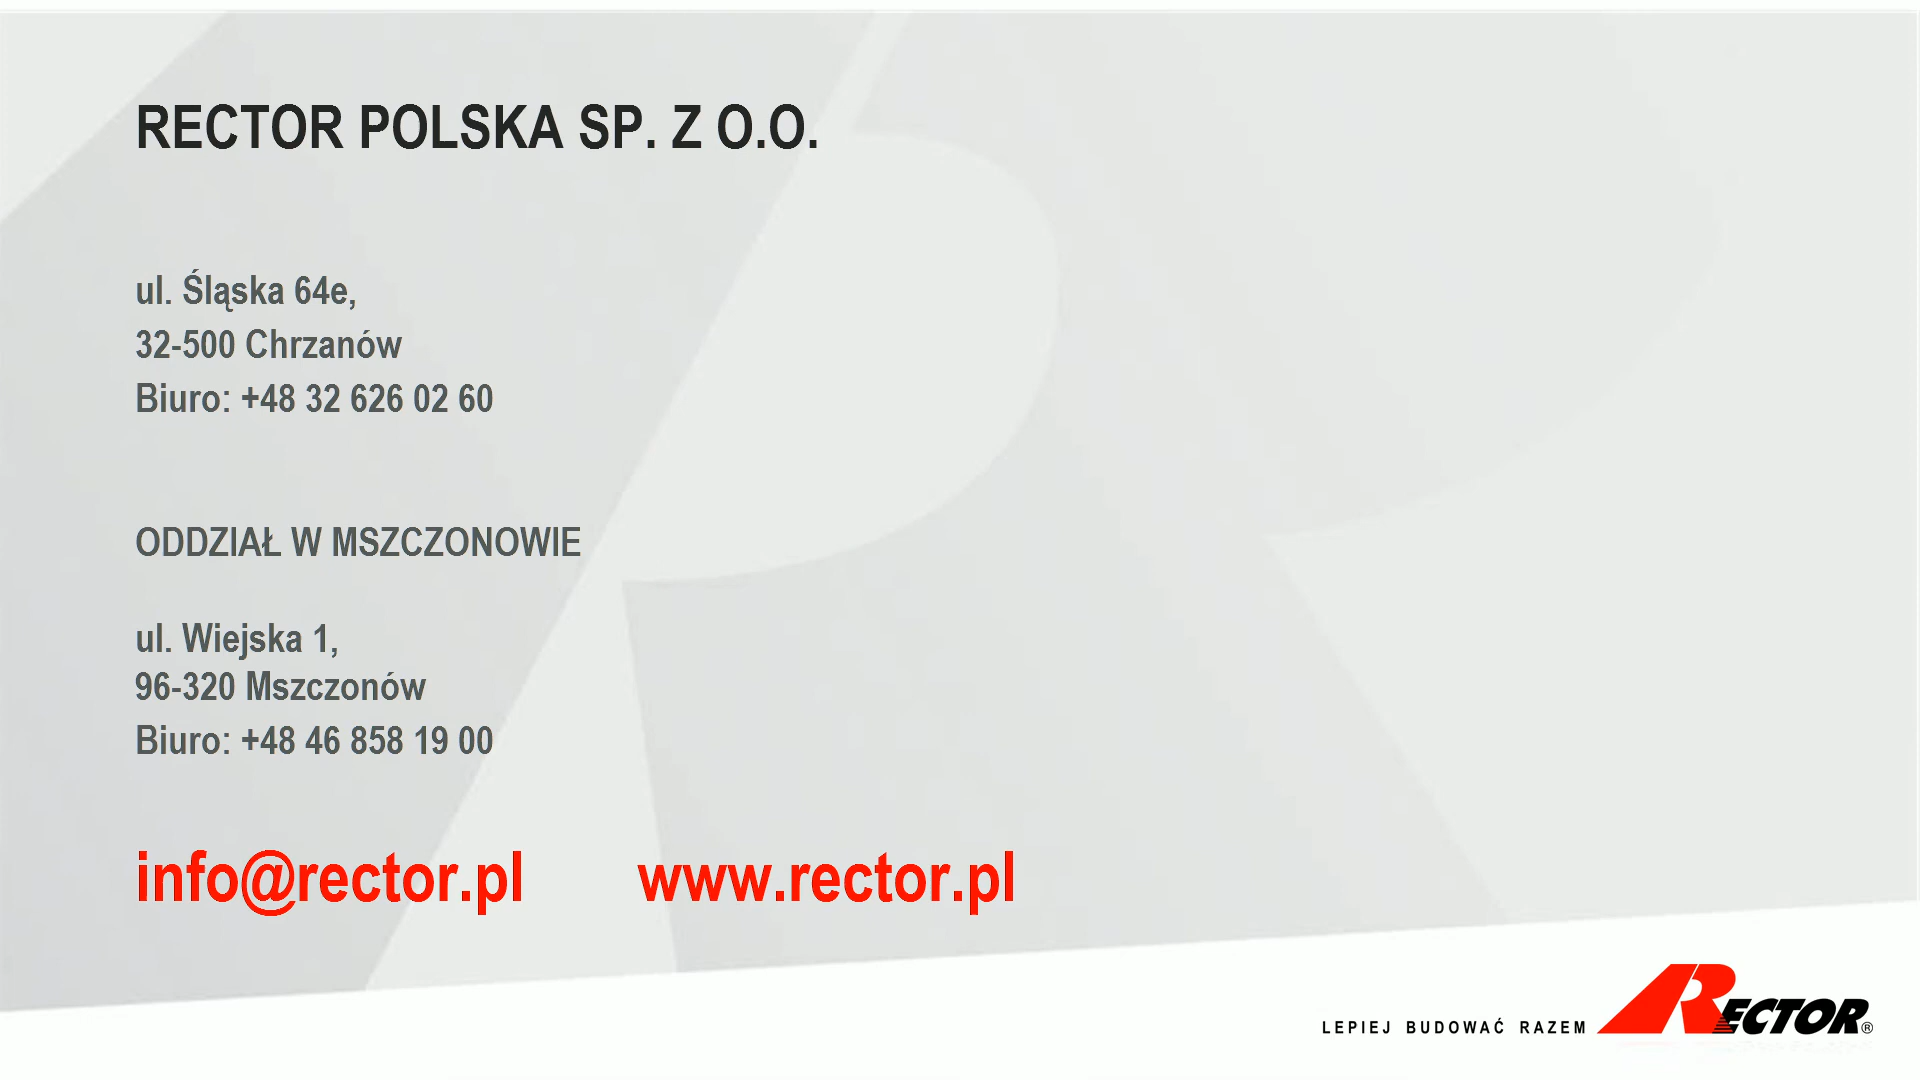 RECTOR POLSKA SP. Z O.O.
ul. Śląska 64e,
32-500 Chrzanów
Biuro: +48 32 626 02 60
ODDZIAŁ W MSZCZONOWIE
ul. Wiejska 1,
96-320 Mszczonów
Biuro: +48 46 858 19 00
info@rector.pl www.rector.pl
LEPIEJ BUDOWAĆ RAZEM RECTOR®